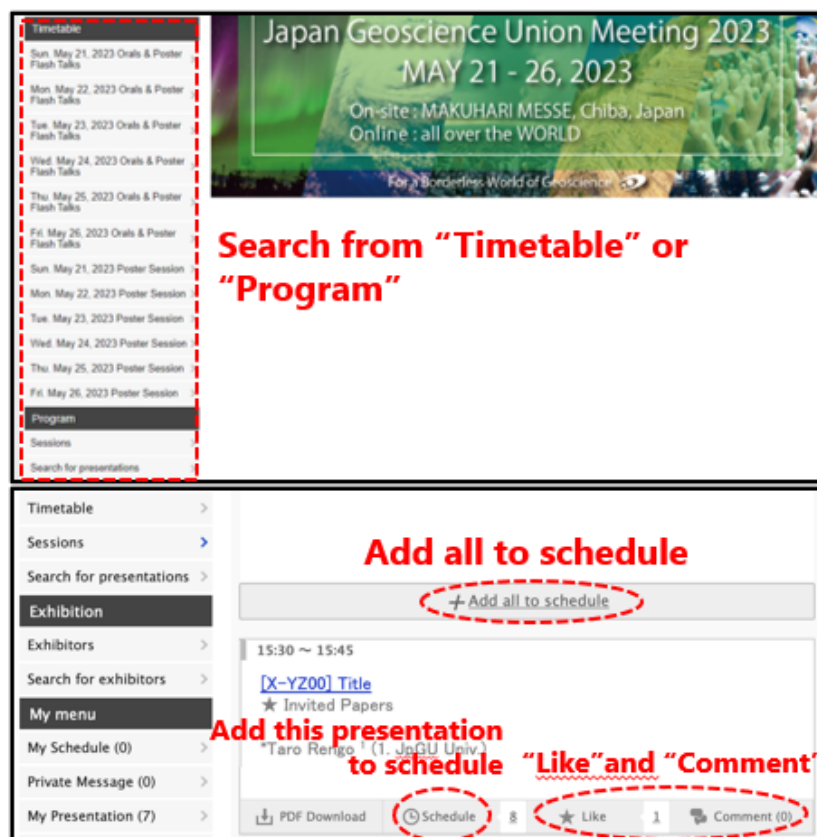 Timetable
Sun. May 21, 2023 Orals & Poster
Flash Talks
Mon. May 22, 2023 Orals & Poster
Flash Talks
Tue. May 23, 2023 Orals & Poster
Flash Talks
Wed. May 24, 2023 Orals & Poster
Flash Talks
Thu. May 25, 2023 Orals & Poster
Flash Talks
Fri. May 26, 2023 Orals & Poster
Flash Talks
Sun. May 21, 2023 Poster Session
Mon. May 22, 2023 Poster Session
Tue. May 23, 2023 Poster Session
Wed. May 24, 2023 Poster Session
Thu. May 25, 2023 Poster Session
Fri. May 26, 2023 Poster Session
Program
Sessions
Search for presentations
Japan Geoscience Union Meeting 2023
MAY 21 - 26, 2023
On-site : MAKUHARI MESSE, Chiba, Japan
Online : all over the WORLD
For a Borderless World of Geoscience
Search from “Timetable” or
“Program”
Timetable
Sessions
Search for presentations
Exhibition
Exhibitors
Search for exhibitors
My menu
My Schedule (0)
Private Message (0)
My Presentation (7)
Add all to schedule
+ Add all to schedule
15:30 ~ 15:45
[X-YZ00] Title
★ Invited Papers
Add this presentation
*Taro Rengo ¹ (1. JpGU Univ.)
to schedule
“Like”and “Comment”
PDF Download
Schedule
8
★ Like
1
Comment (0)